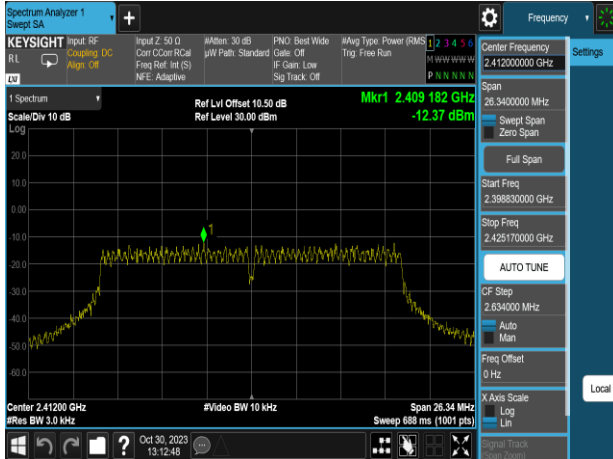 Spectrum Analyzer 1
Swept SA
+
Frequency
KEYSIGHT
RL
LXI
Input: RF
Coupling: DC
Align: Off
Input Z: 50 Ω
Corr CCorr RCal
Freq Ref: Int (S)
NFE: Adaptive
#Atten: 30 dB
µW Path: Standard
PNO: Best Wide
Gate: Off
IF Gain: Low
Sig Track: Off
#Avg Type: Power (RMS
Trig: Free Run
1 2 3 4 5 6
M W W W W W
P N N N N N
1 Spectrum
Scale/Div 10 dB
Log
Ref Lvl Offset 10.50 dB
Ref Level 30.00 dBm
Mkr1 2.409 182 GHz
-12.37 dBm
20.0
10.0
0.00
-10.0
-20.0
-30.0
-40.0
-50.0
-60.0
1
Center 2.41200 GHz
#Res BW 3.0 kHz
#Video BW 10 kHz
Span 26.34 MHz
Sweep 688 ms (1001 pts)
Oct 30, 2023
13:12:48
?
Center Frequency
2.412000000 GHz
Span
26.3400000 MHz
Swept Span
Zero Span
Full Span
Start Freq
2.398830000 GHz
Stop Freq
2.425170000 GHz
AUTO TUNE
CF Step
2.634000 MHz
Auto
Man
Freq Offset
0 Hz
X Axis Scale
Log
Lin
Signal Track
(Span Zoom)
Settings
Local